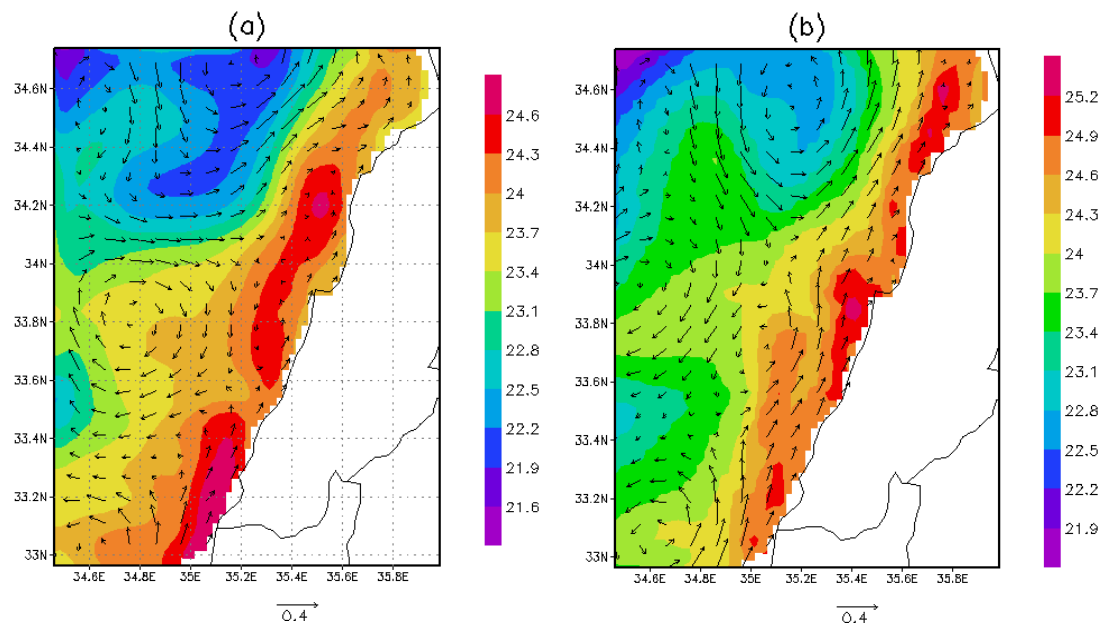 (a)
(b)
34.6N
34.4N
34.2N
34N
33.8N
33.6N
33.4N
33.2N
33N
34.6E
34.8E
35E
35.2E
35.4E
35.6E
35.8E
0.4
24.6
24.3
24
23.7
23.4
23.1
22.8
22.5
22.2
21.9
21.6
34.6N
34.4N
34.2N
34N
33.8N
33.6N
33.4N
33.2N
33N
34.6E
34.8E
35E
35.2E
35.4E
35.6E
35.8E
0.4
25.2
24.9
24.6
24.3
24
23.7
23.4
23.1
22.8
22.5
22.2
21.9